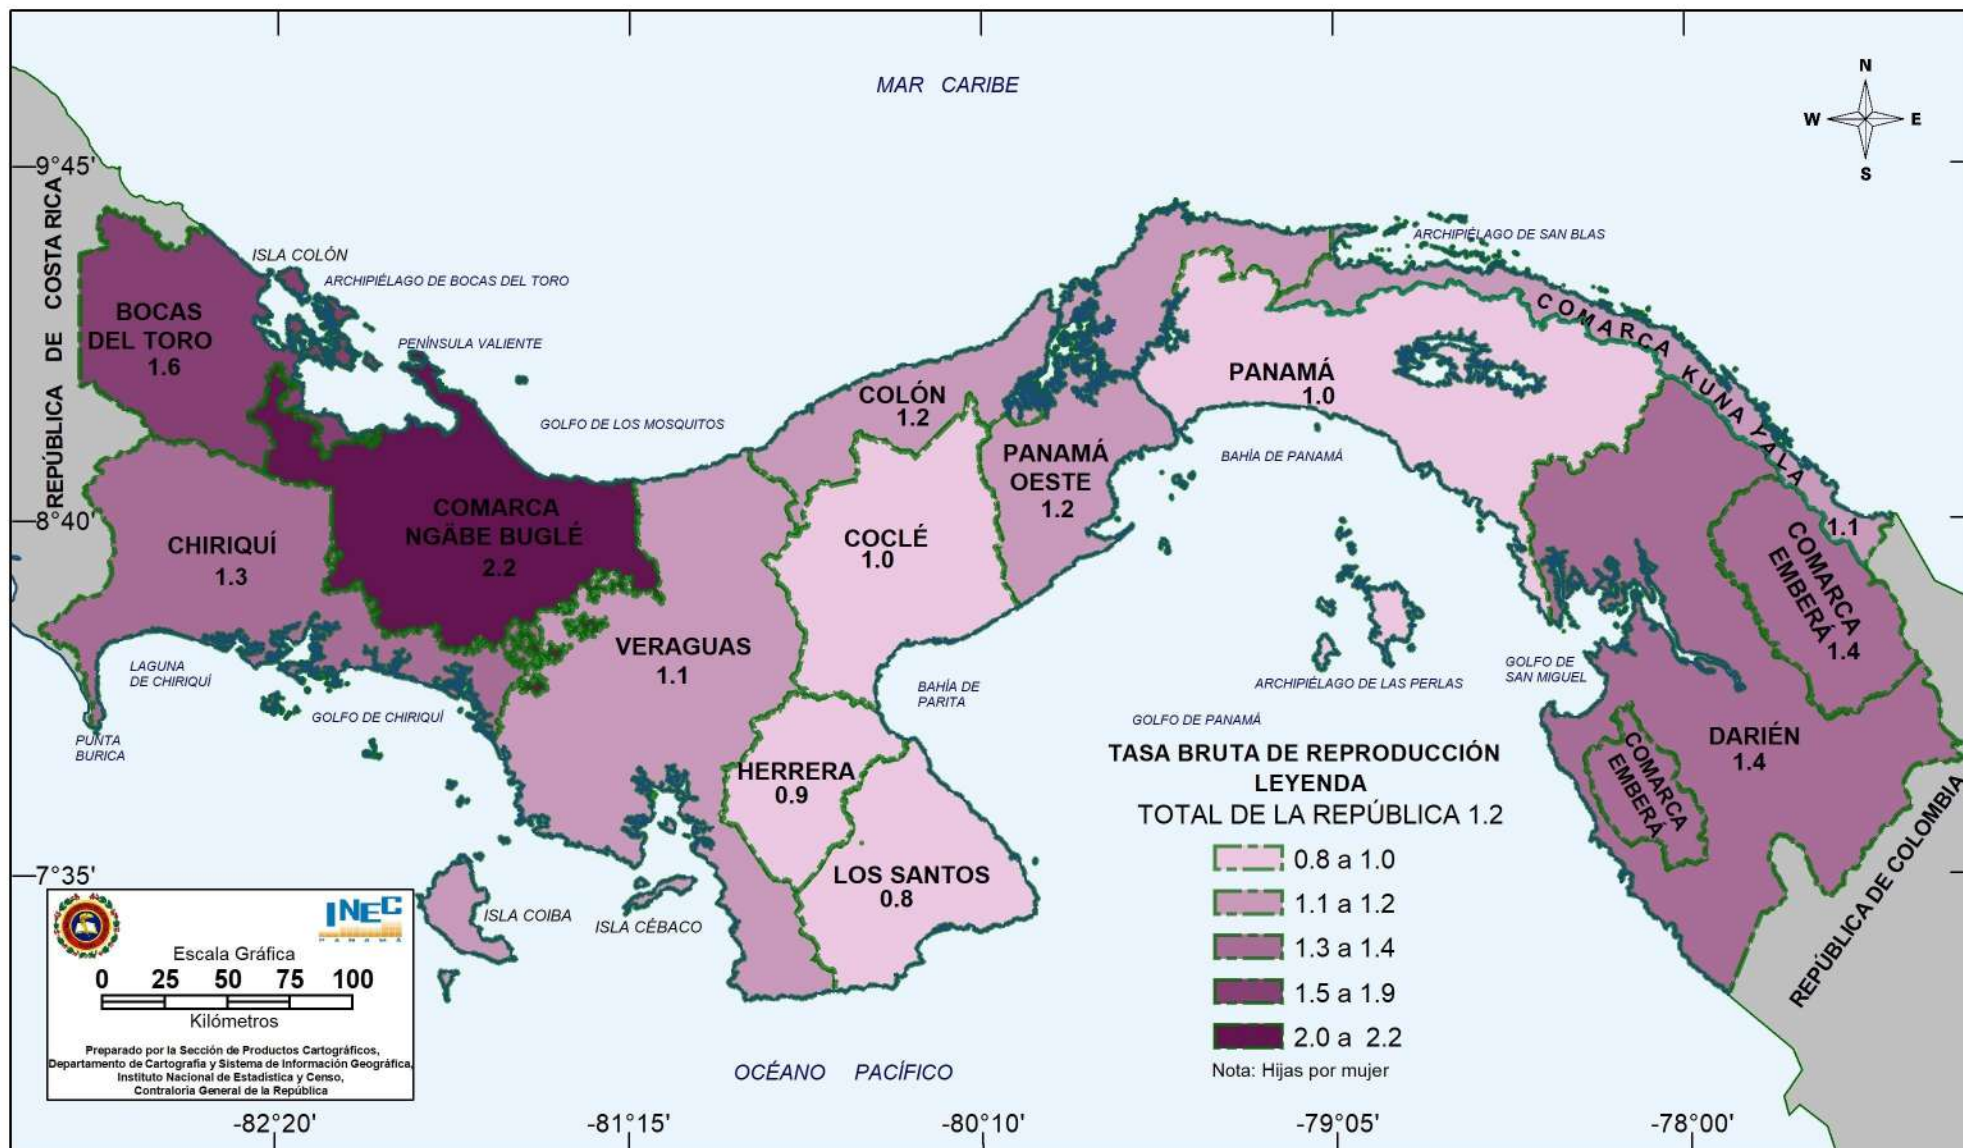 MAR CARIBE
N
W E
S
9°45'
8°40'
7°35'
REPÚBLICA DE COSTA RICA
ISLA COLÓN
ARCHIPIÉLAGO DE BOCAS DEL TORO
PENÍNSULA VALIENTE
GOLFO DE LOS MOSQUITOS
ARCHIPIÉLAGO DE SAN BLAS
BOCAS
DEL TORO
1.6
COMARCA KUNA YALA
1.1
COLÓN
1.2
PANAMÁ
1.0
PANAMÁ
OESTE
1.2
BAHÍA DE PANAMÁ
COMARCA
NGÄBE BUGLÉ
2.2
CHIRIQUÍ
1.3
COCLÉ
1.0
COMARCA
EMBERÁ
1.4
VERAGUAS
1.1
LAGUNA
DE CHIRIQUÍ
GOLFO DE CHIRIQUÍ
PUNTA
BURICA
BAHÍA DE
PARITA
ARCHIPIÉLAGO DE LAS PERLAS
GOLFO DE
SAN MIGUEL
GOLFO DE PANAMÁ
DARIÉN
1.4
COMARCA
EMBERÁ
HERRERA
0.9
LOS SANTOS
0.8
ISLA COIBA
ISLA CÉBACO
REPÚBLICA DE COLOMBIA
TASA BRUTA DE REPRODUCCIÓN
LEYENDA
TOTAL DE LA REPÚBLICA 1.2
0.8 a 1.0
1.1 a 1.2
1.3 a 1.4
1.5 a 1.9
2.0 a 2.2
Nota: Hijas por mujer
INEC
PANAMÁ
Escala Gráfica
0 25 50 75 100
Kilómetros
Preparado por la Sección de Productos Cartográficos,
Departamento de Cartografía y Sistema de Información Geográfica,
Instituto Nacional de Estadística y Censo,
Contraloría General de la República
OCÉANO PACÍFICO
-82°20' -81°15' -80°10' -79°05' -78°00'